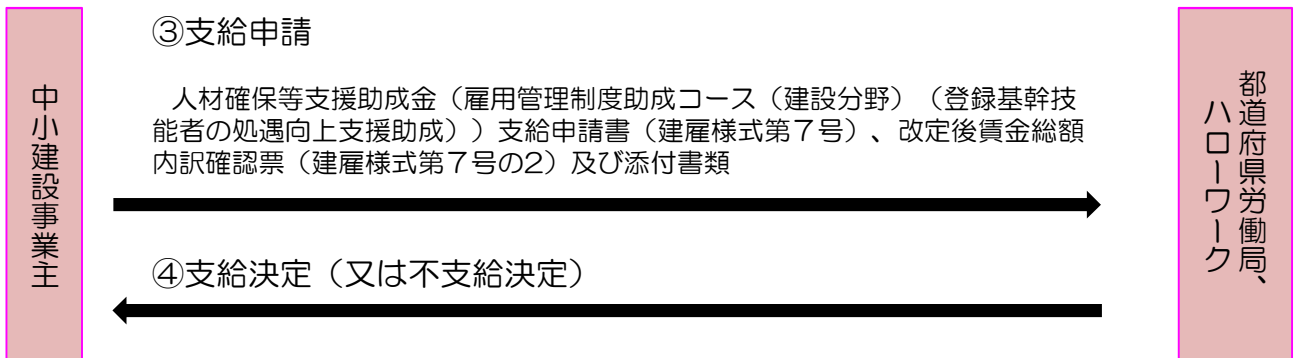 中小建設事業主
③支給申請
人材確保等支援助成金（雇用管理制度助成コース（建設分野）（登録基幹技
能者の処遇向上支援助成））支給申請書（建雇様式第７号）、改定後賃金総額
内訳確認票（建雇様式第７号の2）及び添付書類
④支給決定（又は不支給決定）
都道府県労働局、
ハローワーク